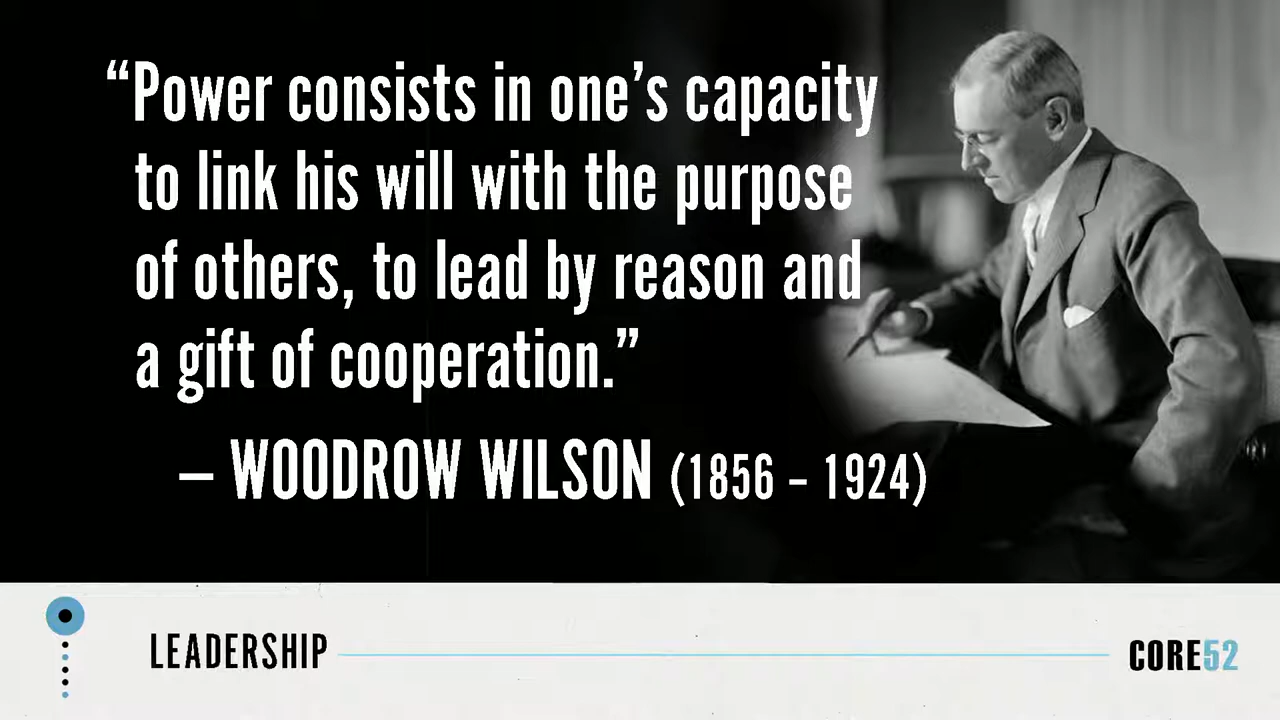 “Power consists in one’s capacity
to link his will with the purpose
of others, to lead by reason and
a gift of cooperation.”
– WOODROW WILSON (1856 – 1924)
LEADERSHIP
CORE52